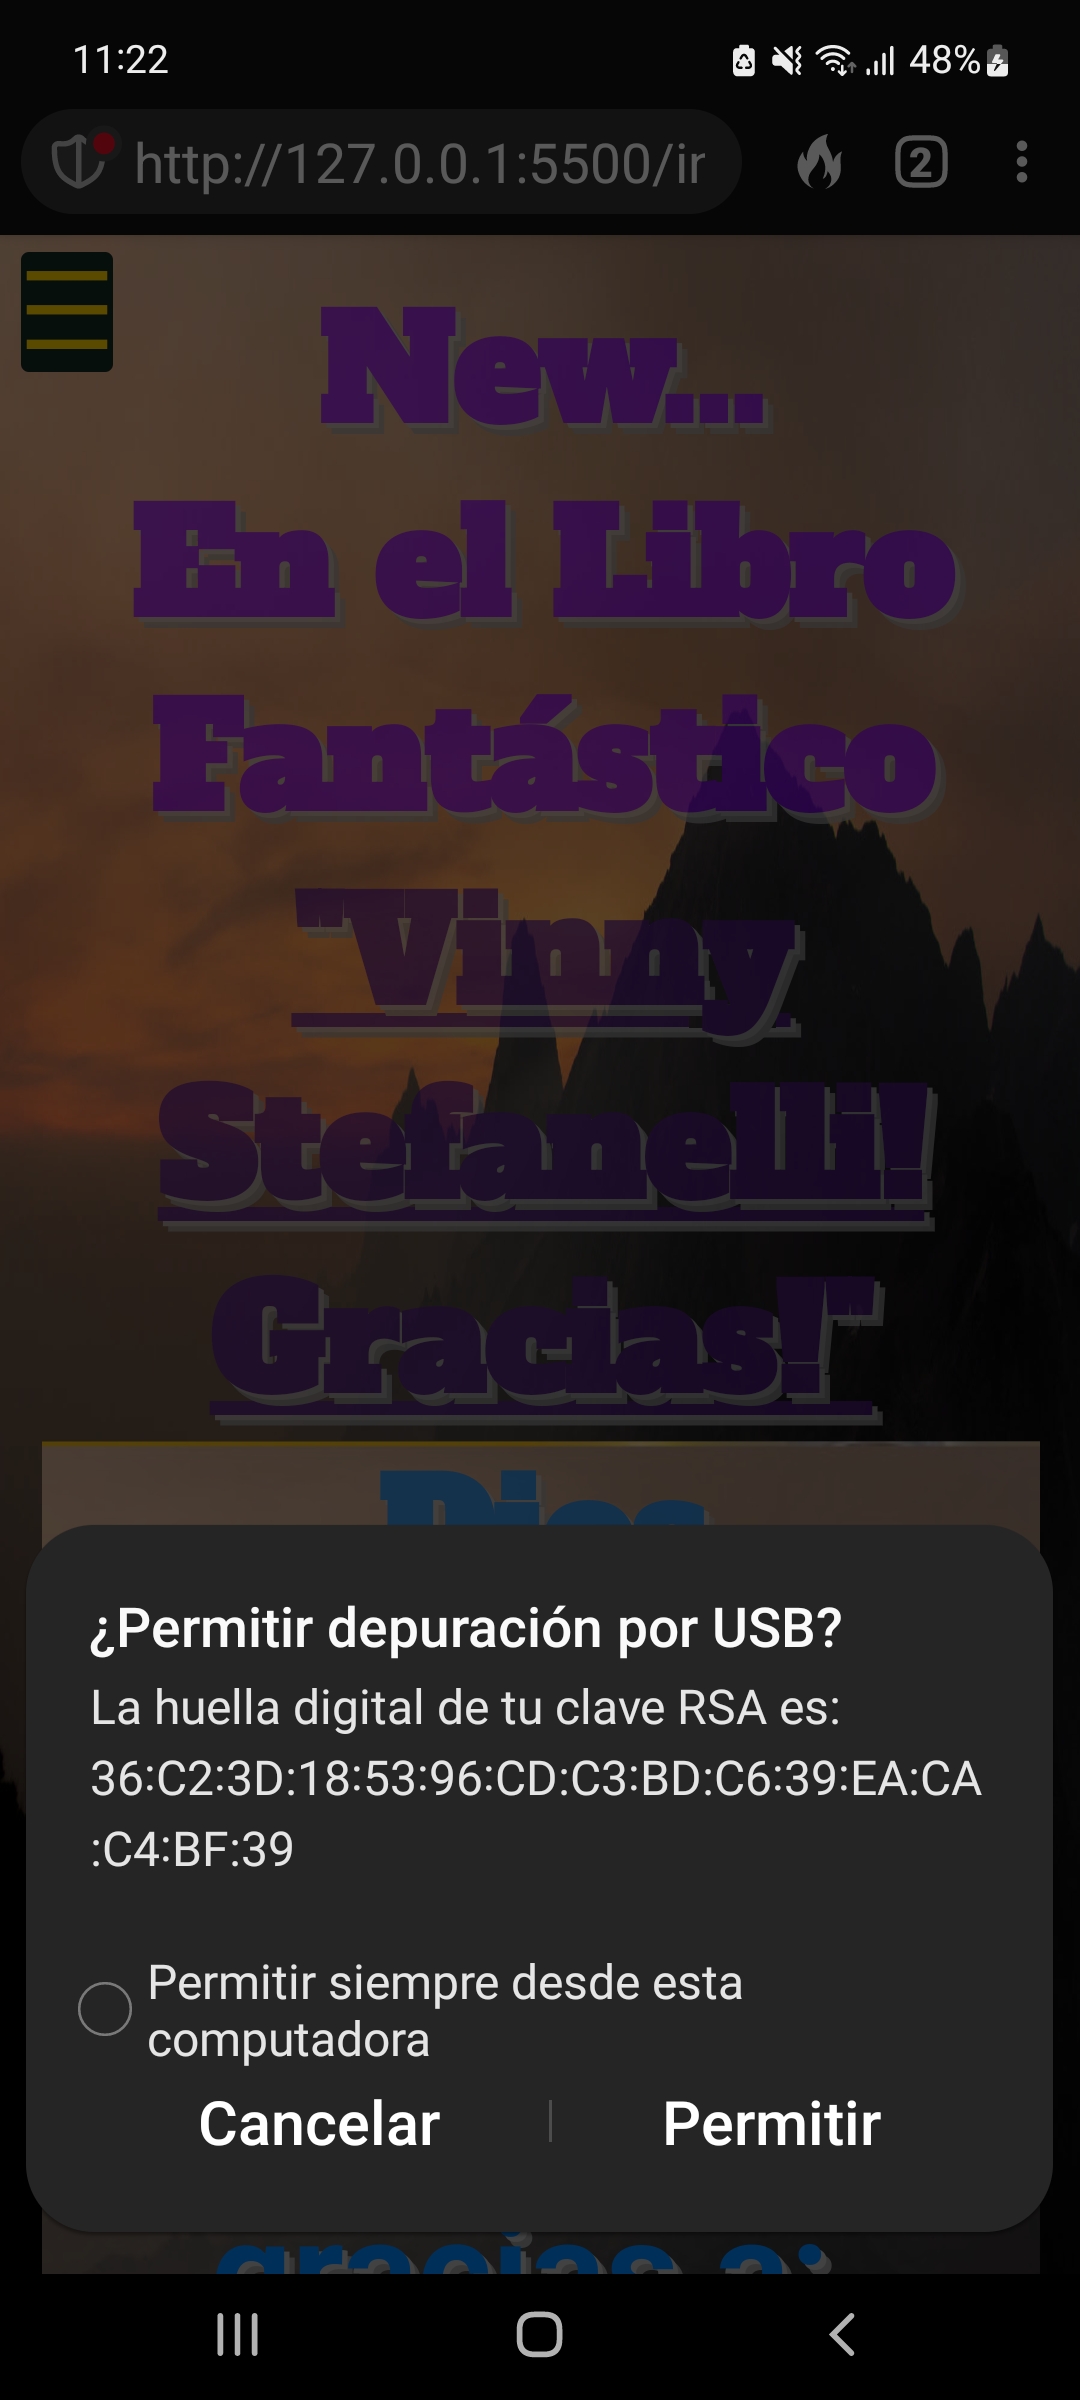 11:22
48%
http://127.0.0.1:5500/ir
2
New...
En el Libro
Fantástico
"Vinny
Stefanelli!
Gracias!"
Dios
¿Permitir depuración por USB?
La huella digital de tu clave RSA es:
36:C2:3D:18:53:96:CD:C3:BD:C6:39:EA:CA
:C4:BF:39
Permitir siempre desde esta
computadora
Cancelar
Permitir
gracias a: